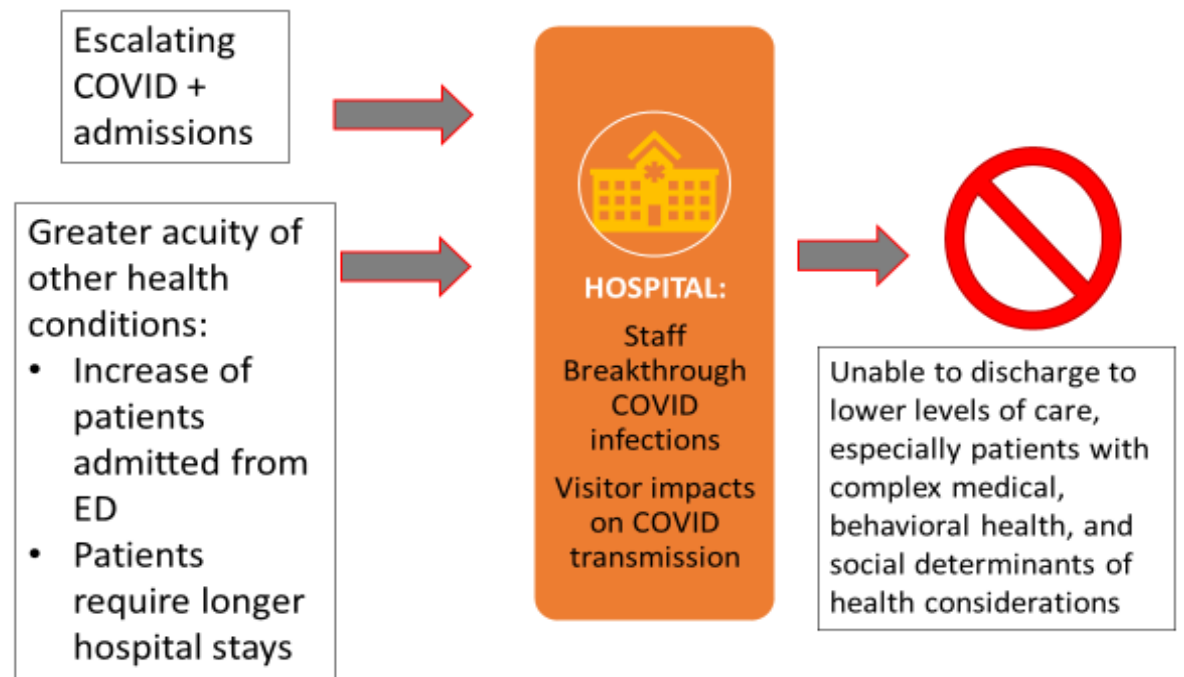 Escalating
COVID +
admissions
Greater acuity of
other health
conditions:
• Increase of
patients
admitted from
ED
• Patients
require longer
hospital stays
HOSPITAL:
Staff
Breakthrough
COVID
infections
Visitor impacts
on COVID
transmission
Unable to discharge to
lower levels of care,
especially patients with
complex medical,
behavioral health, and
social determinants of
health considerations